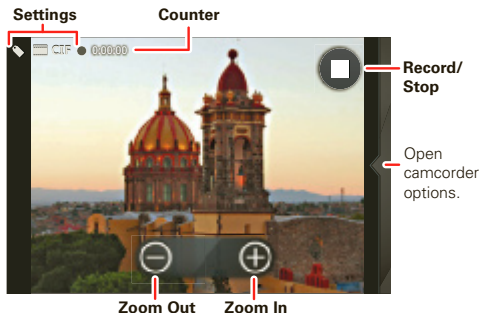 Settings
Counter
CIF
0:00:00
Record/
Stop
Open
camcorder
options.
Zoom Out
Zoom In